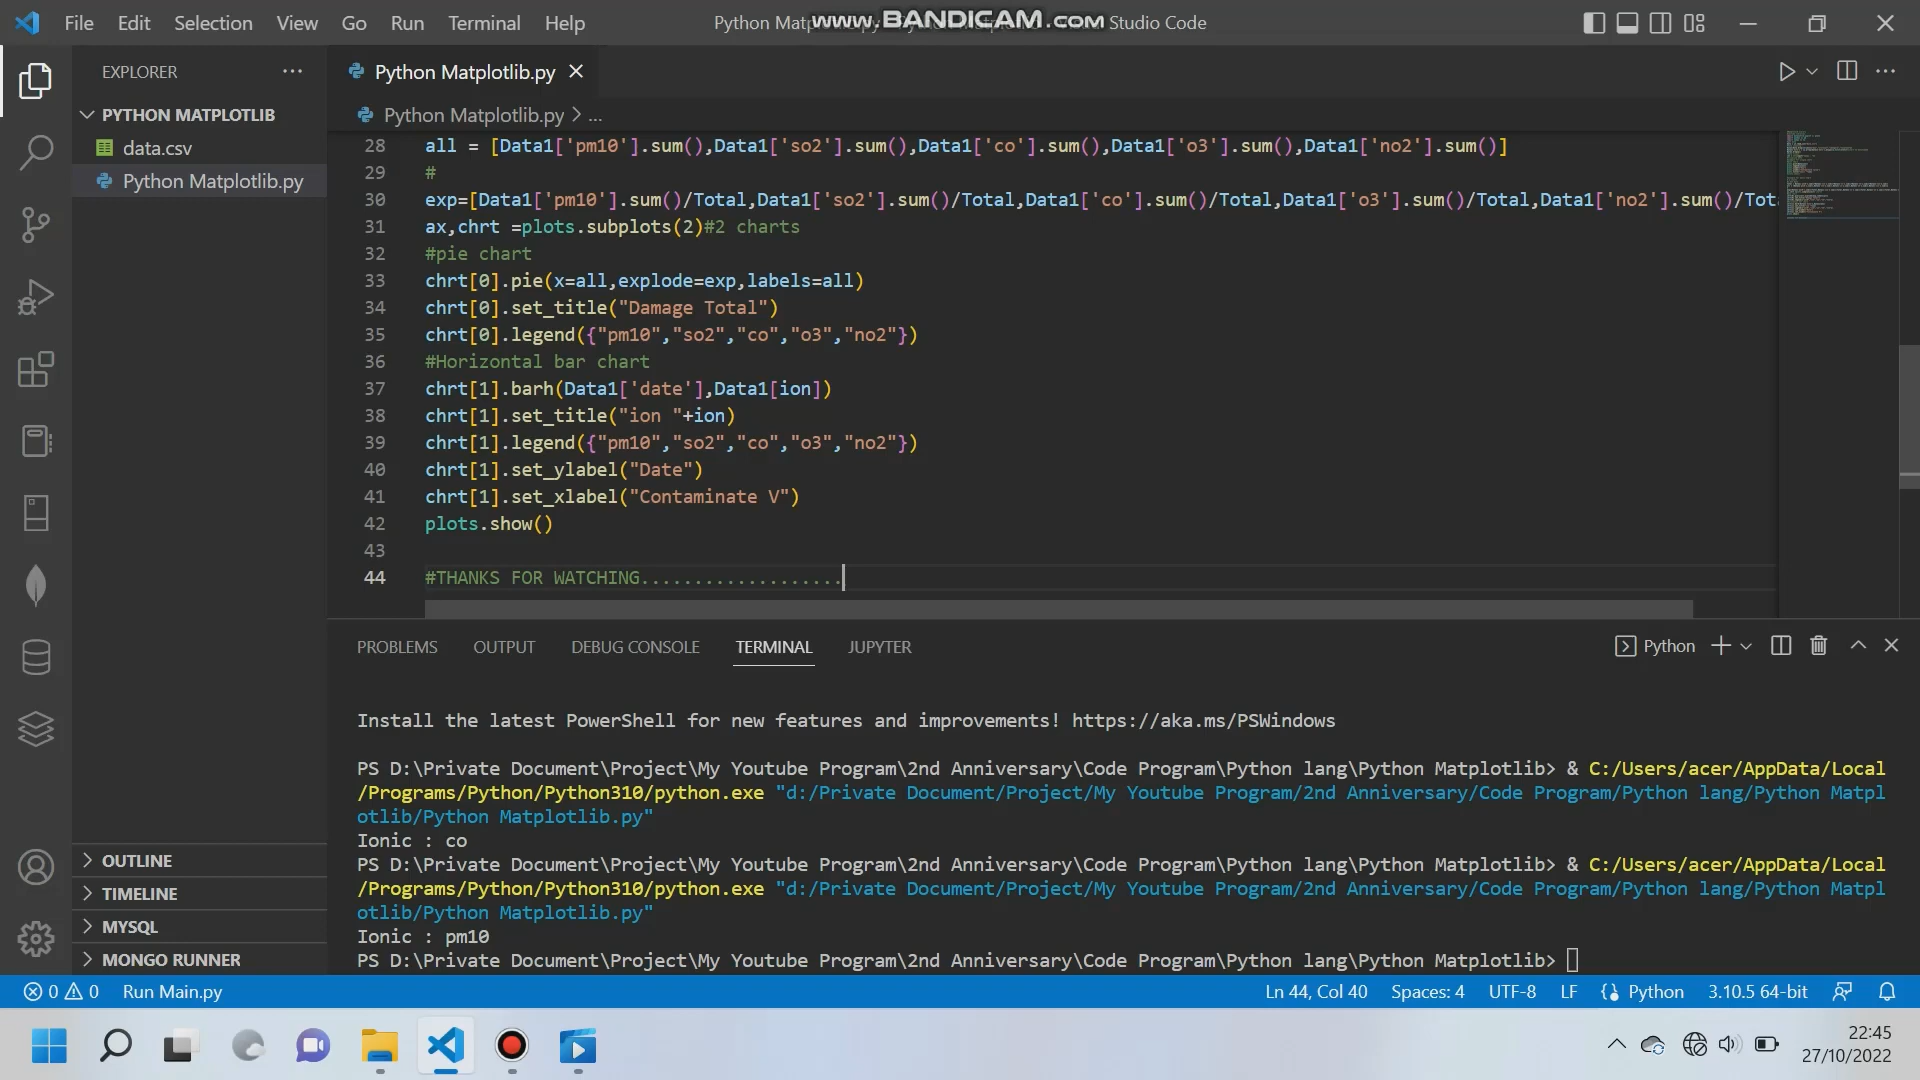 File Edit Selection View Go Run Terminal Help
Python Matp
www.BANDICAM.com
Studio Code
EXPLORER
Python Matplotlib.py
PYTHON MATPLOTLIB
data.csv
Python Matplotlib.py
Python Matplotlib.py > ...
28 all = [Data1['pm10'].sum(),Data1['so2'].sum(),Data1['co'].sum(),Data1['o3'].sum(),Data1['no2'].sum()]
29 #
30 exp=[Data1['pm10'].sum()/Total,Data1['so2'].sum()/Total,Data1['co'].sum()/Total,Data1['o3'].sum()/Total,Data1['no2'].sum()/Tot
31 ax,chrt =plots.subplots(2)#2 charts
32 #pie chart
33 chrt[0].pie(x=all,explode=exp,labels=all)
34 chrt[0].set_title("Damage Total")
35 chrt[0].legend({"pm10","so2","co","o3","no2"})
36 #Horizontal bar chart
37 chrt[1].barh(Data1['date'],Data1[ion])
38 chrt[1].set_title("ion "+ion)
39 chrt[1].legend({"pm10","so2","co","o3","no2"})
40 chrt[1].set_ylabel("Date")
41 chrt[1].set_xlabel("Contaminate V")
42 plots.show()
43
44 #THANKS FOR WATCHING...................
PROBLEMS OUTPUT DEBUG CONSOLE TERMINAL JUPYTER
Python
Install the latest PowerShell for new features and improvements! https://aka.ms/PSWindows
PS D:\Private Document\Project\My Youtube Program\2nd Anniversary\Code Program\Python lang\Python Matplotlib> & C:/Users/acer/AppData/Local
/Programs/Python/Python310/python.exe "d:/Private Document/Project/My Youtube Program/2nd Anniversary/Code Program/Python lang/Python Matpl
otlib/Python Matplotlib.py"
Ionic : co
PS D:\Private Document\Project\My Youtube Program\2nd Anniversary\Code Program\Python lang\Python Matplotlib> & C:/Users/acer/AppData/Local
/Programs/Python/Python310/python.exe "d:/Private Document/Project/My Youtube Program/2nd Anniversary/Code Program/Python lang/Python Matpl
otlib/Python Matplotlib.py"
Ionic : pm10
PS D:\Private Document\Project\My Youtube Program\2nd Anniversary\Code Program\Python lang\Python Matplotlib>
OUTLINE
TIMELINE
MYSQL
MONGO RUNNER
0 0 Run Main.py
Ln 44, Col 40 Spaces: 4 UTF-8 LF Python 3.10.5 64-bit
22:45
27/10/2022